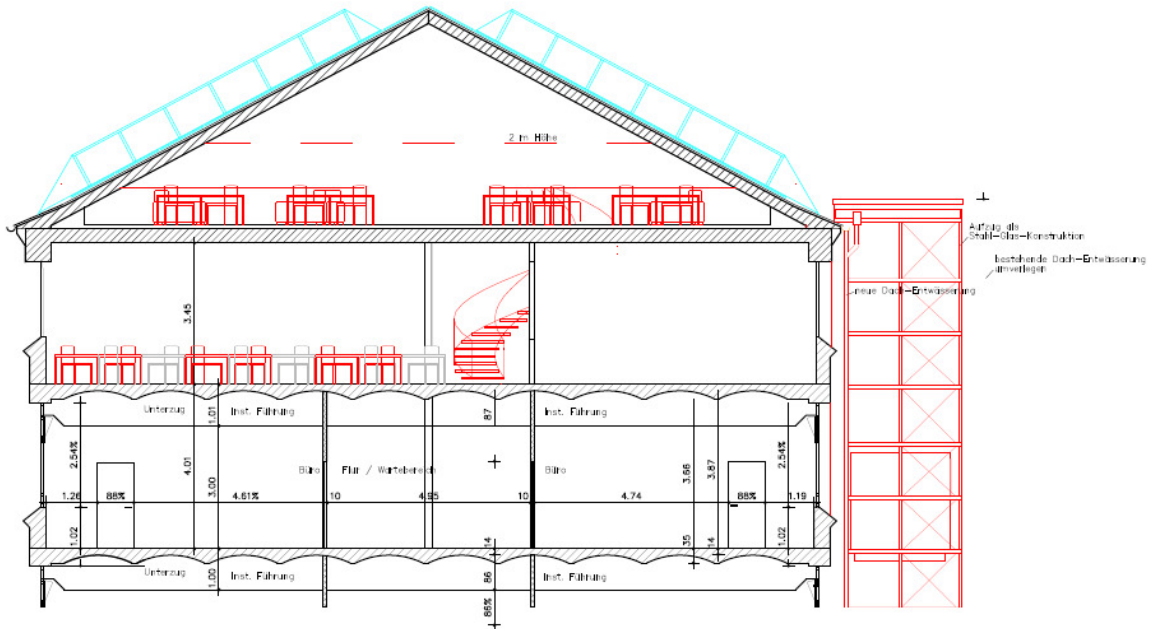 2 m Höhe
Aufzug als
Stahl-Glas-Konstruktion
bestehende Dach-Entwässerung
umverlegen
neue Dach-Entwässerung
3.45
Unterzug
Inst. Führung
Inst. Führung
1.01
87
2.54%
4.01
3.00
3.66
3.87
2.54%
Büro
Flur / Wartebereich
Büro
1.26
88%
4.61%
10
4.95
10
4.74
88%
1.19
1.02
14
35
14
1.02
Unterzug
Inst. Führung
Inst. Führung
1.00
86
86%